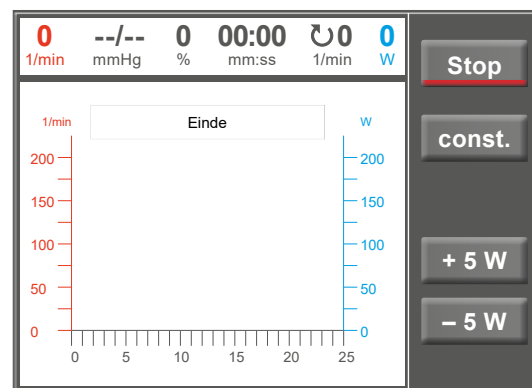 0 --/-- 0 00:00 ↻0 0
1/min mmHg % mm:ss 1/min W
Stop
const.
1/min Einde W
200 200
150 150
100 100
50 50
0 0
0 5 10 15 20 25
+ 5 W
– 5 W